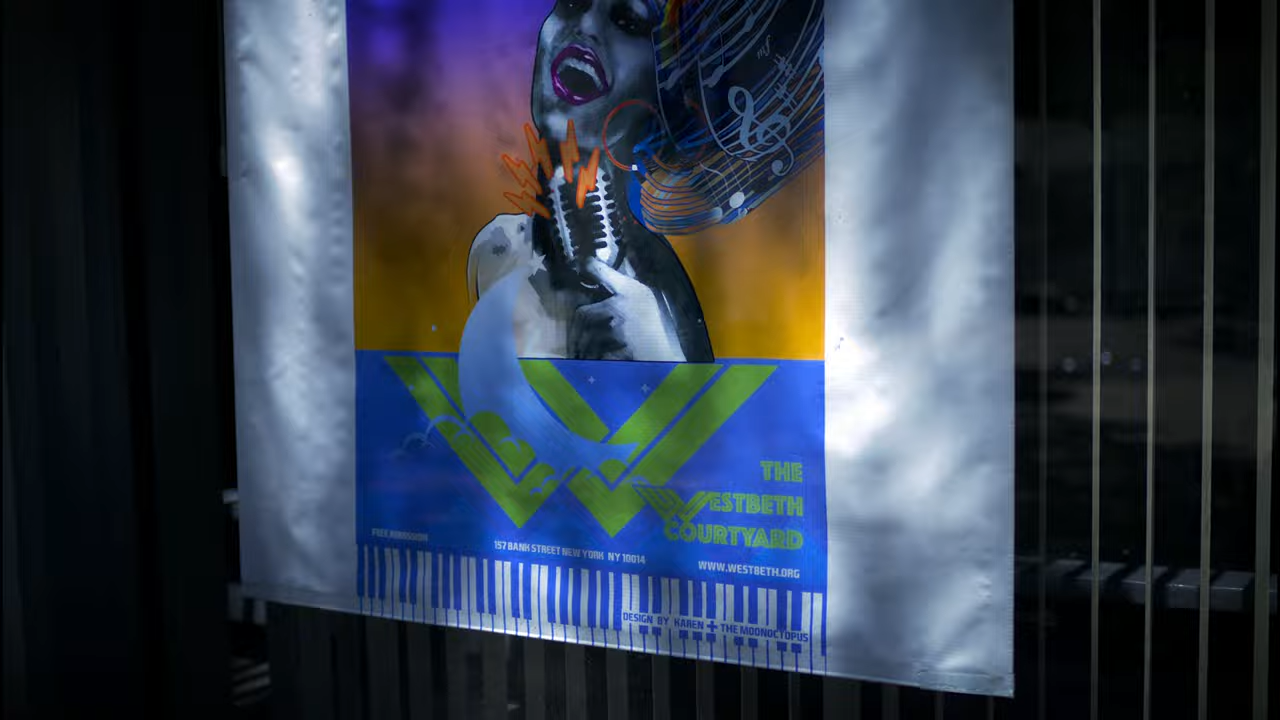 THE
WESTBETH
COURTYARD
FREE ADMISSION
157 BANK STREET NEW YORK NY 10014
WWW.WESTBETH.ORG
DESIGN BY KAREN + THE MOONOCTOPUS